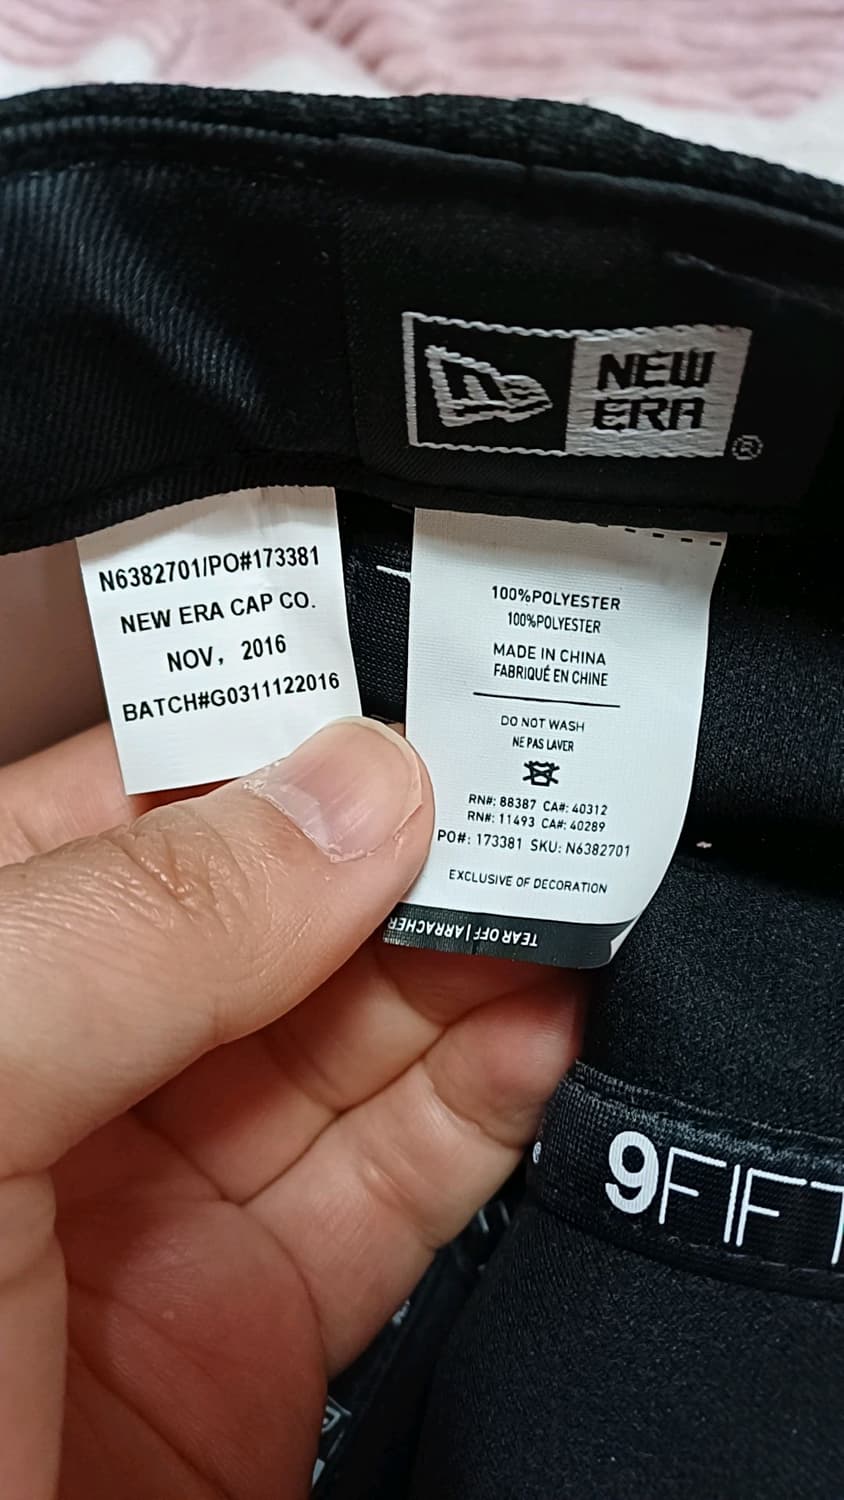 NEW
ERA
®
N6382701/PO#173381
NEW ERA CAP CO.
NOV, 2016
BATCH#G0311122016
100%POLYESTER
100%POLYESTER
MADE IN CHINA
FABRIQUÉ EN CHINE
DO NOT WASH
NE PAS LAVER
RN#: 88387 CA#: 40312
RN#: 11493 CA#: 40289
PO#: 173381 SKU: N6382701
EXCLUSIVE OF DECORATION
TEAR OFF | ARRACHER
9FIFT